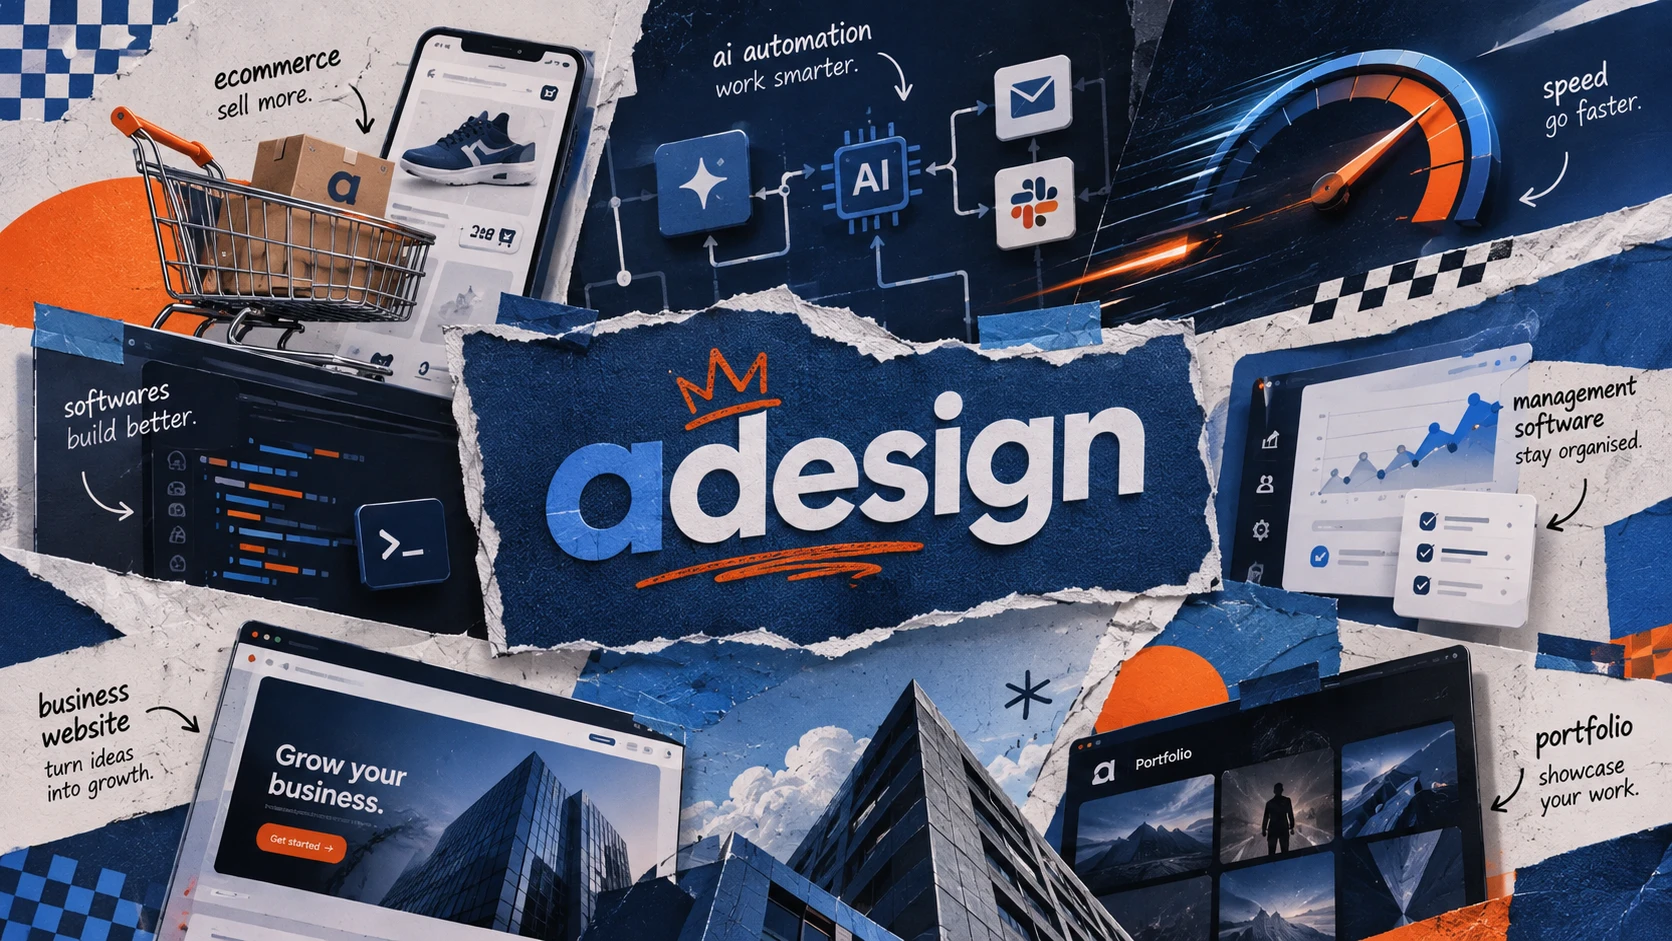 ecommerce
sell more.
a
ai automation
work smarter.
AI
speed
go faster.
softwares
build better.
>_
adesign
management
software
stay organised.
business
website
turn ideas
into growth.
Grow your
business.
Get started →
a Portfolio
portfolio
showcase
your work.